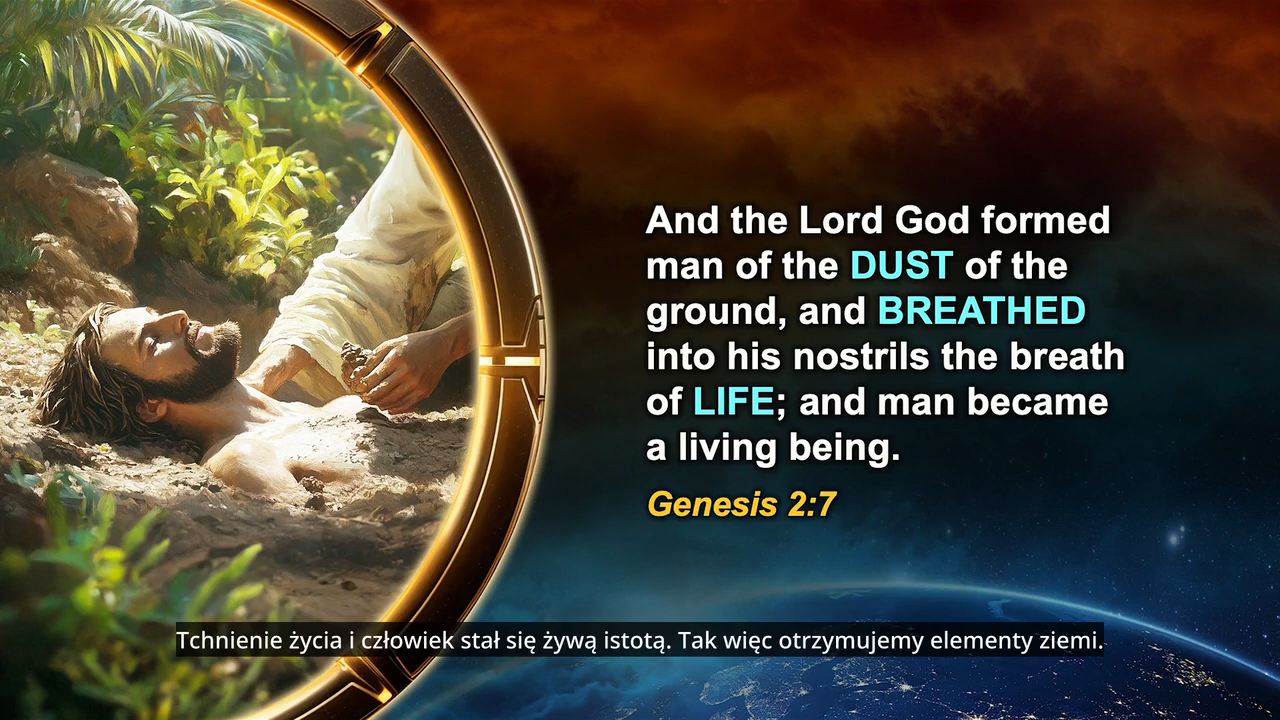 And the Lord God formed
man of the DUST of the
ground, and BREATHED
into his nostrils the breath
of LIFE; and man became
a living being.
Genesis 2:7
Tchnienie życia i człowiek stał się żywą istotą. Tak więc otrzymujemy elementy ziemi.